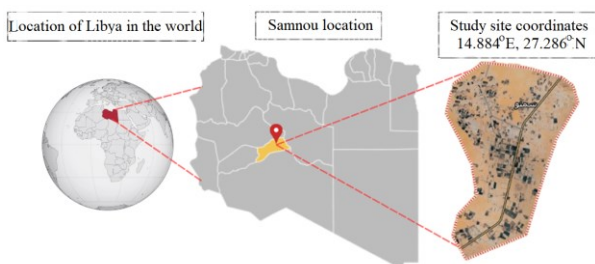 Location of Libya in the world
Samnou location
Study site coordinates
14.884°E, 27.286°N